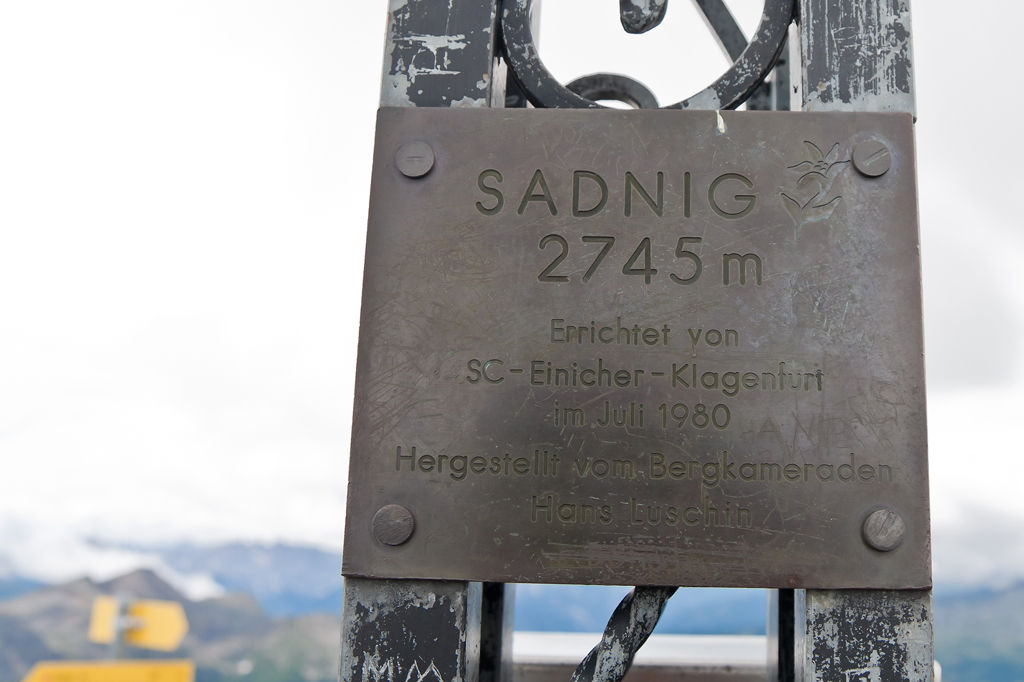 SADNIG
2745 m
Errichtet von
SC-Einicher-Klagenfurt
im Juli 1980
Hergestellt vom Bergkameraden
Hans Luschin